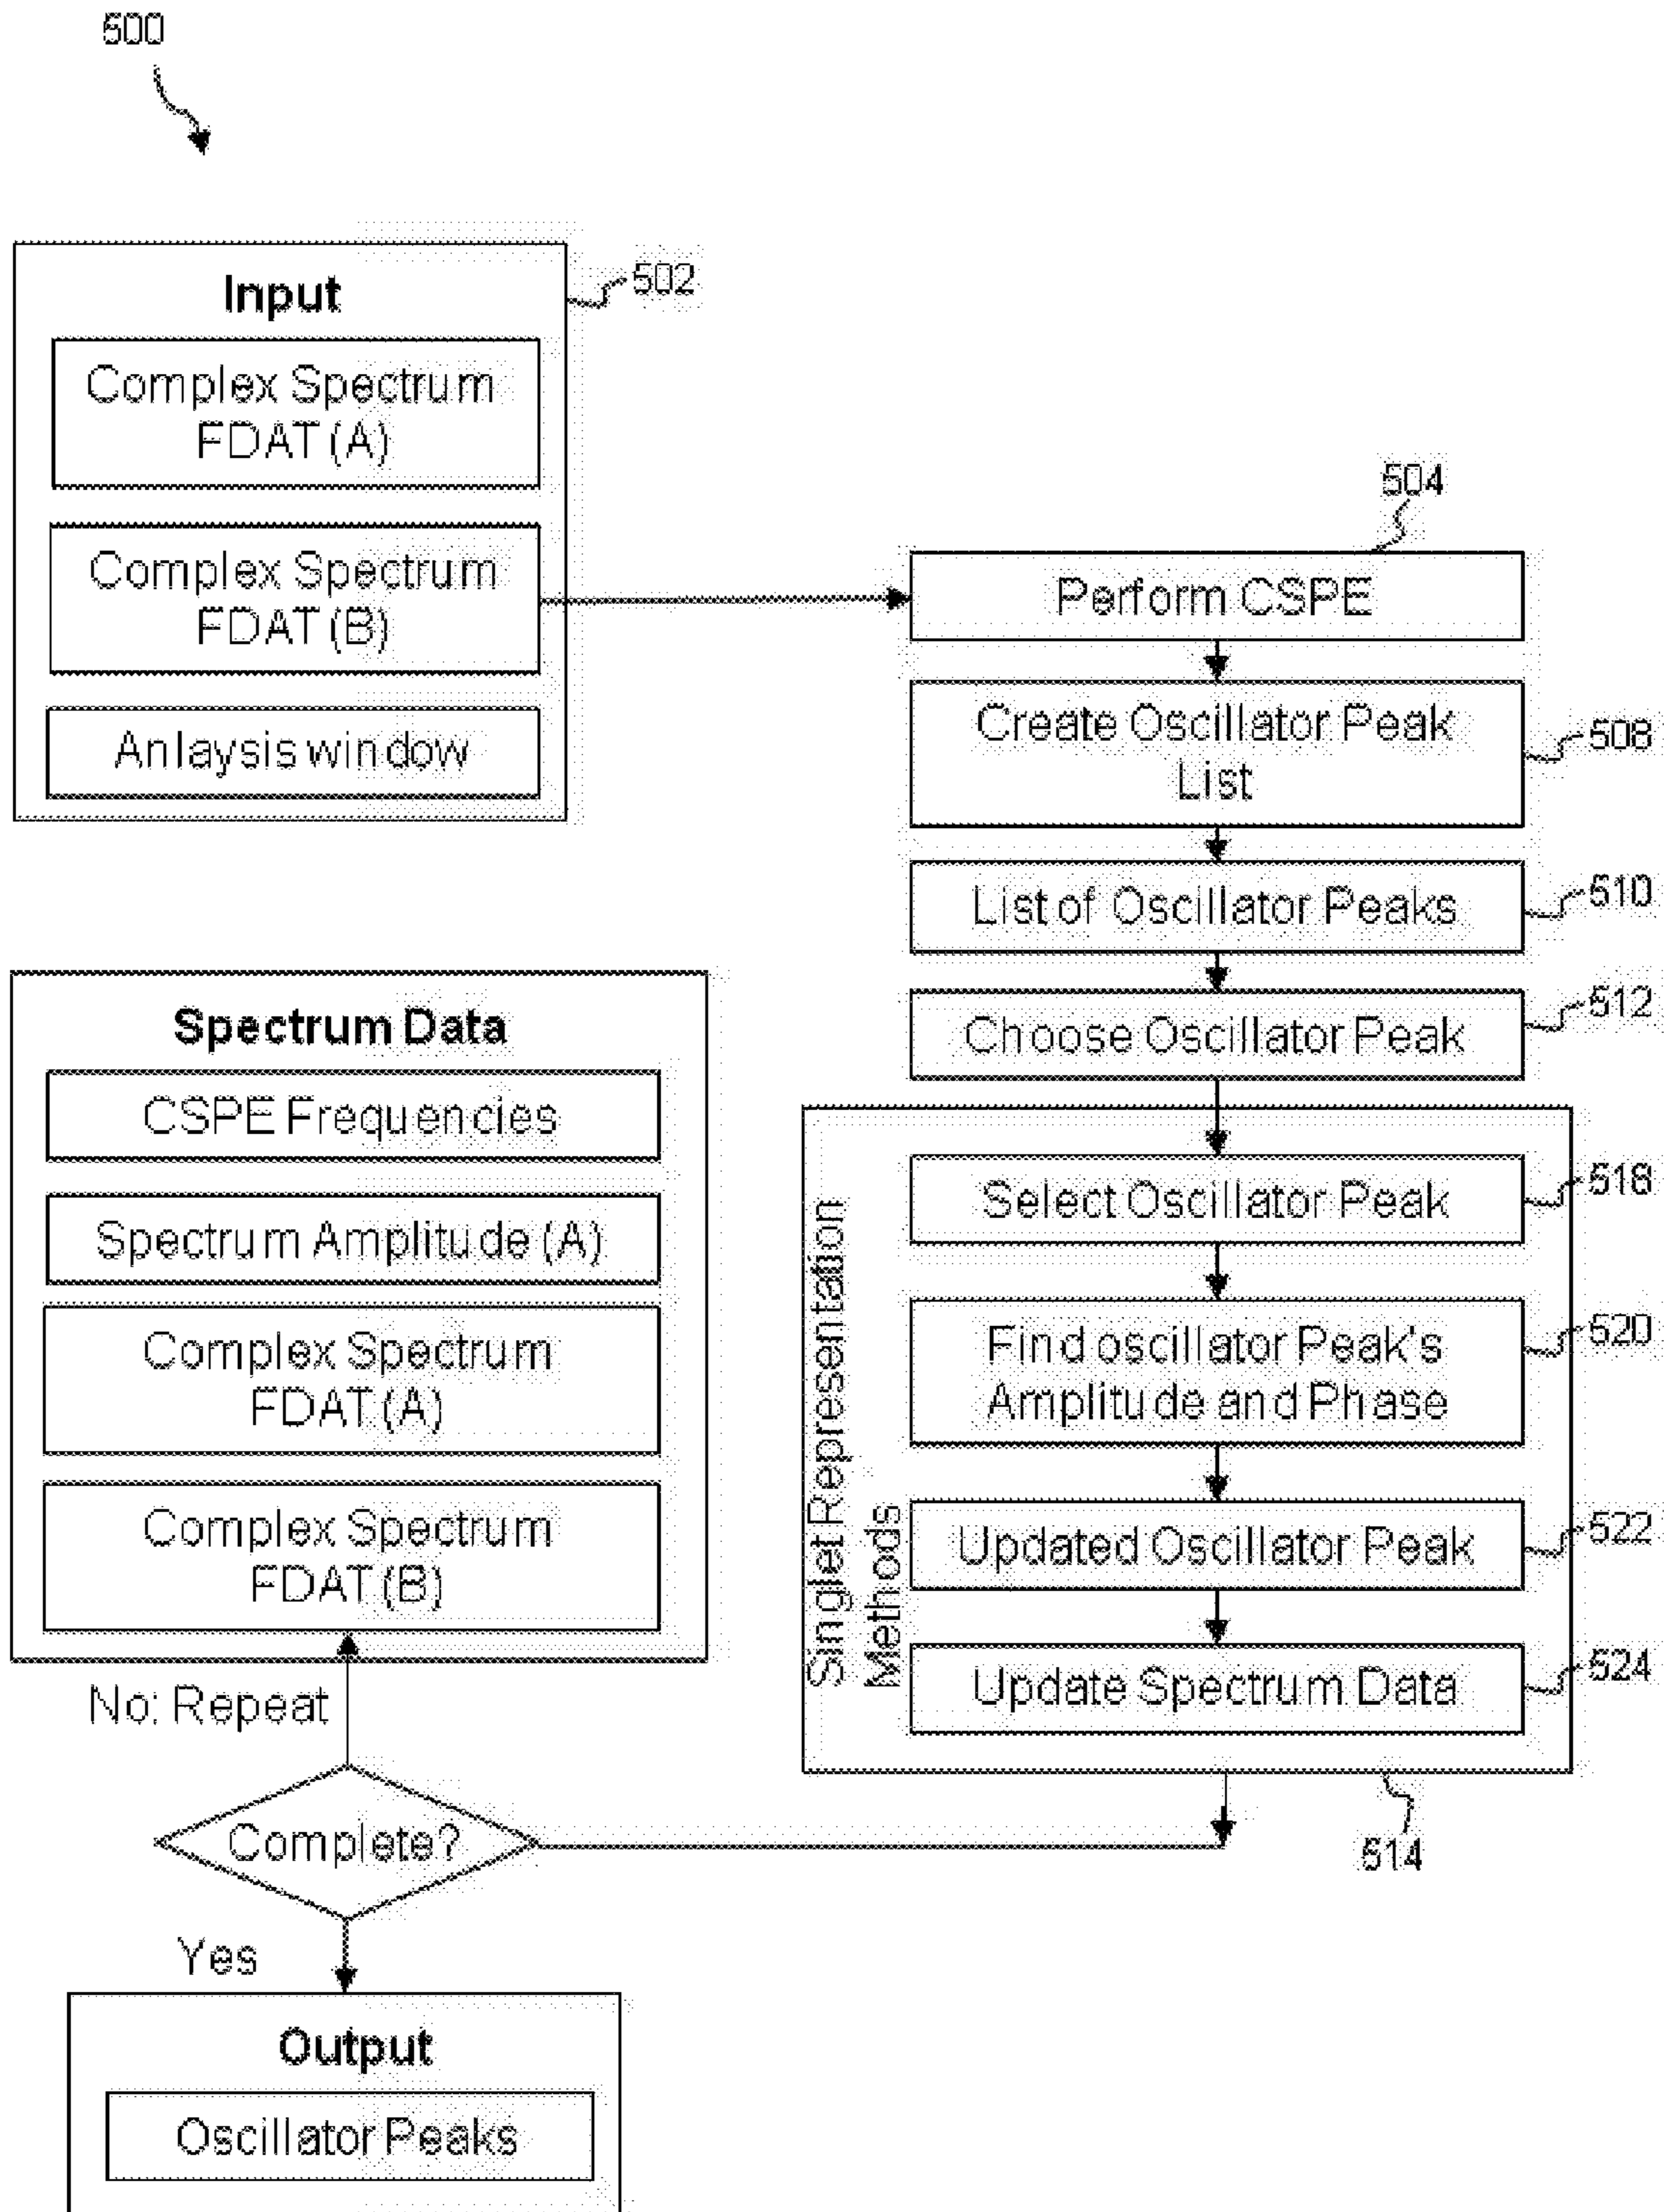 500
Input
502
Complex Spectrum
FDAT (A)
Complex Spectrum
FDAT (B)
Anlaysis window
504
Perform CSPE
Create Oscillator Peak
List
508
List of Oscillator Peaks
510
Choose Oscillator Peak
512
Singlet Representation
Methods
Select Oscillator Peak
518
Find oscillator Peak's
Amplitude and Phase
520
Updated Oscillator Peak
522
Update Spectrum Data
524
514
Spectrum Data
CSPE Frequencies
Spectrum Amplitude (A)
Complex Spectrum
FDAT (A)
Complex Spectrum
FDAT (B)
No: Repeat
Complete?
Yes
Output
Oscillator Peaks